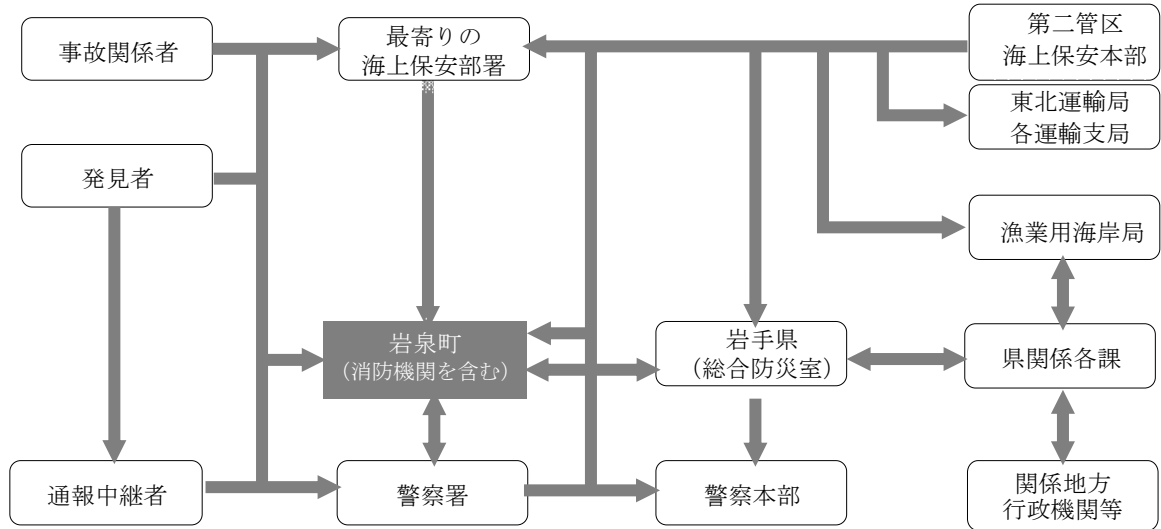 事故関係者
最寄りの
海上保安部署
第二管区
海上保安本部
東北運輸局
各運輸支局
発見者
漁業用海岸局
岩泉町
（消防機関を含む）
岩手県
（総合防災室）
県関係各課
通報中継者
警察署
警察本部
関係地方
行政機関等